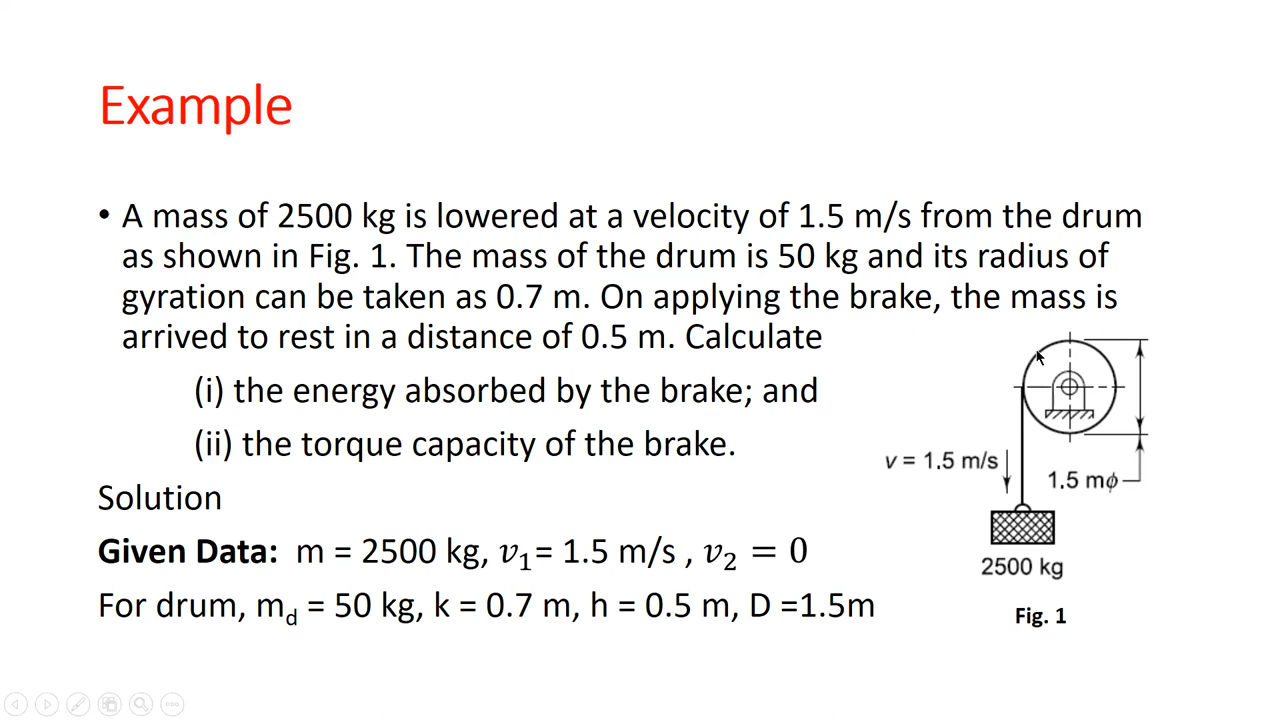 Example
• A mass of 2500 kg is lowered at a velocity of 1.5 m/s from the drum
as shown in Fig. 1. The mass of the drum is 50 kg and its radius of
gyration can be taken as 0.7 m. On applying the brake, the mass is
arrived to rest in a distance of 0.5 m. Calculate
(i) the energy absorbed by the brake; and
(ii) the torque capacity of the brake.
Solution
Given Data: m = 2500 kg, v₁= 1.5 m/s , v₂ = 0
For drum, m_d = 50 kg, k = 0.7 m, h = 0.5 m, D =1.5m
v = 1.5 m/s
1.5 mϕ
2500 kg
Fig. 1